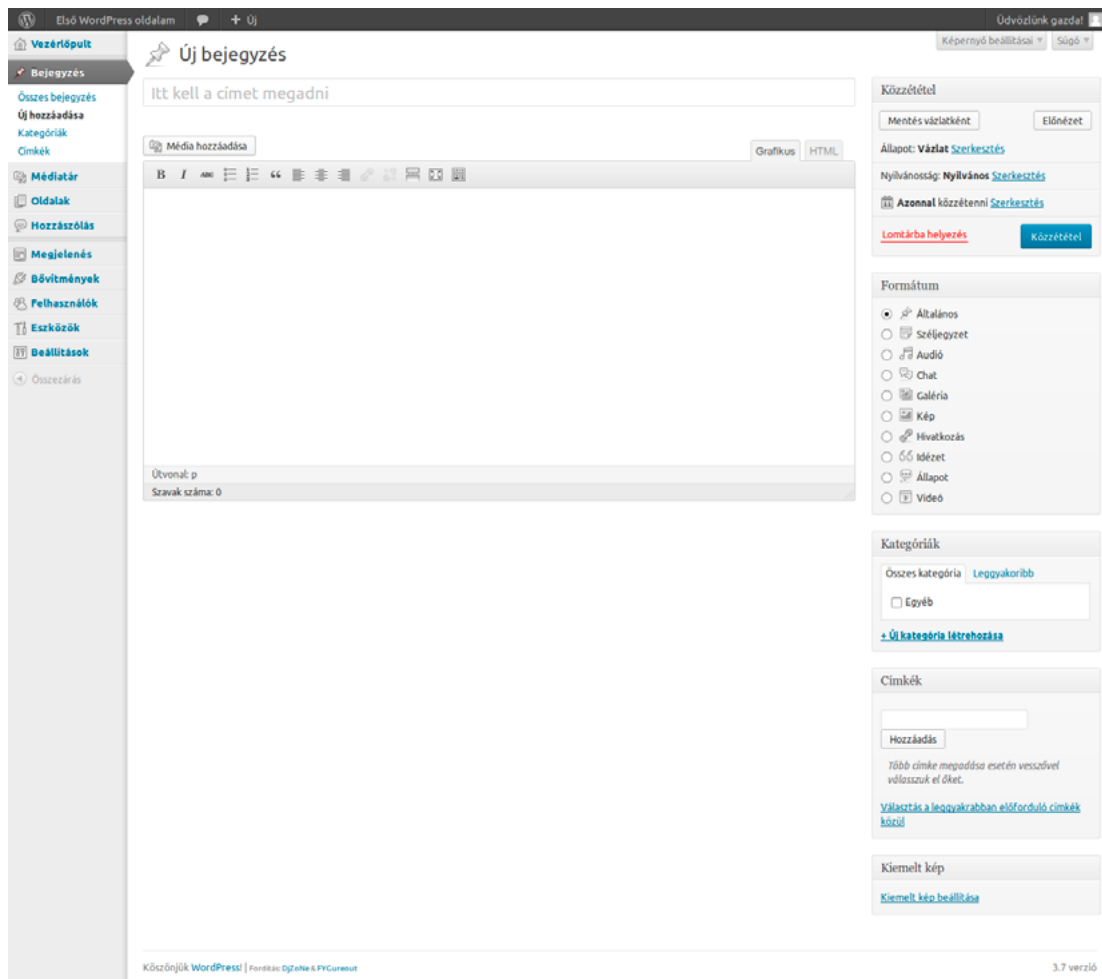 Első WordPress oldalam + Új Üdvözlünk gazda!
Vezérlőpult
Bejegyzés
Összes bejegyzés
Új hozzáadása
Kategóriák
Címkék
Médiatár
Oldalak
Hozzászólás
Megjelenés
Bővítmények
Felhasználók
Eszközök
Beállítások
Összezárás
Képernyő beállításai Súgó
Új bejegyzés
Itt kell a címet megadni
Média hozzáadása
Grafikus HTML
B I ABC
Útvonal: p
Szavak száma: 0
Közzététel
Mentés vázlatként Előnézet
Állapot: Vázlat Szerkesztés
Nyilvánosság: Nyilvános Szerkesztés
Azonnal közzétenni Szerkesztés
Lomtárba helyezés Közzététel
Formátum
Általános
Széljegyzet
Audió
Chat
Galéria
Kép
Hivatkozás
Idézet
Állapot
Videó
Kategóriák
Összes kategória Leggyakoribb
Egyéb
+ Új kategória létrehozása
Címkék
Hozzáadás
Több címke megadása esetén vesszővel
válasszuk el őket.
Választás a leggyakrabban előforduló címkék
közül
Kiemelt kép
Kiemelt kép beállítása
Köszönjük WordPress! | Fordítás: DjZoNe & FYGureout
3.7 verzió